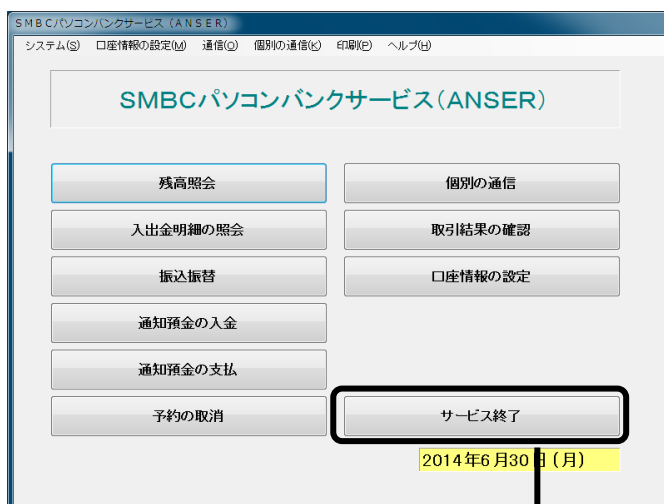 SMBCパソコンバンクサービス (ANSER)
システム(S) 口座情報の設定(M) 通信(O) 個別の通信(K) 印刷(P) ヘルプ(H)
SMBCパソコンバンクサービス(ANSER)
残高照会 個別の通信
入出金明細の照会 取引結果の確認
振込振替 口座情報の設定
通知預金の入金
通知預金の支払
予約の取消 サービス終了
2014年6月30日(月)